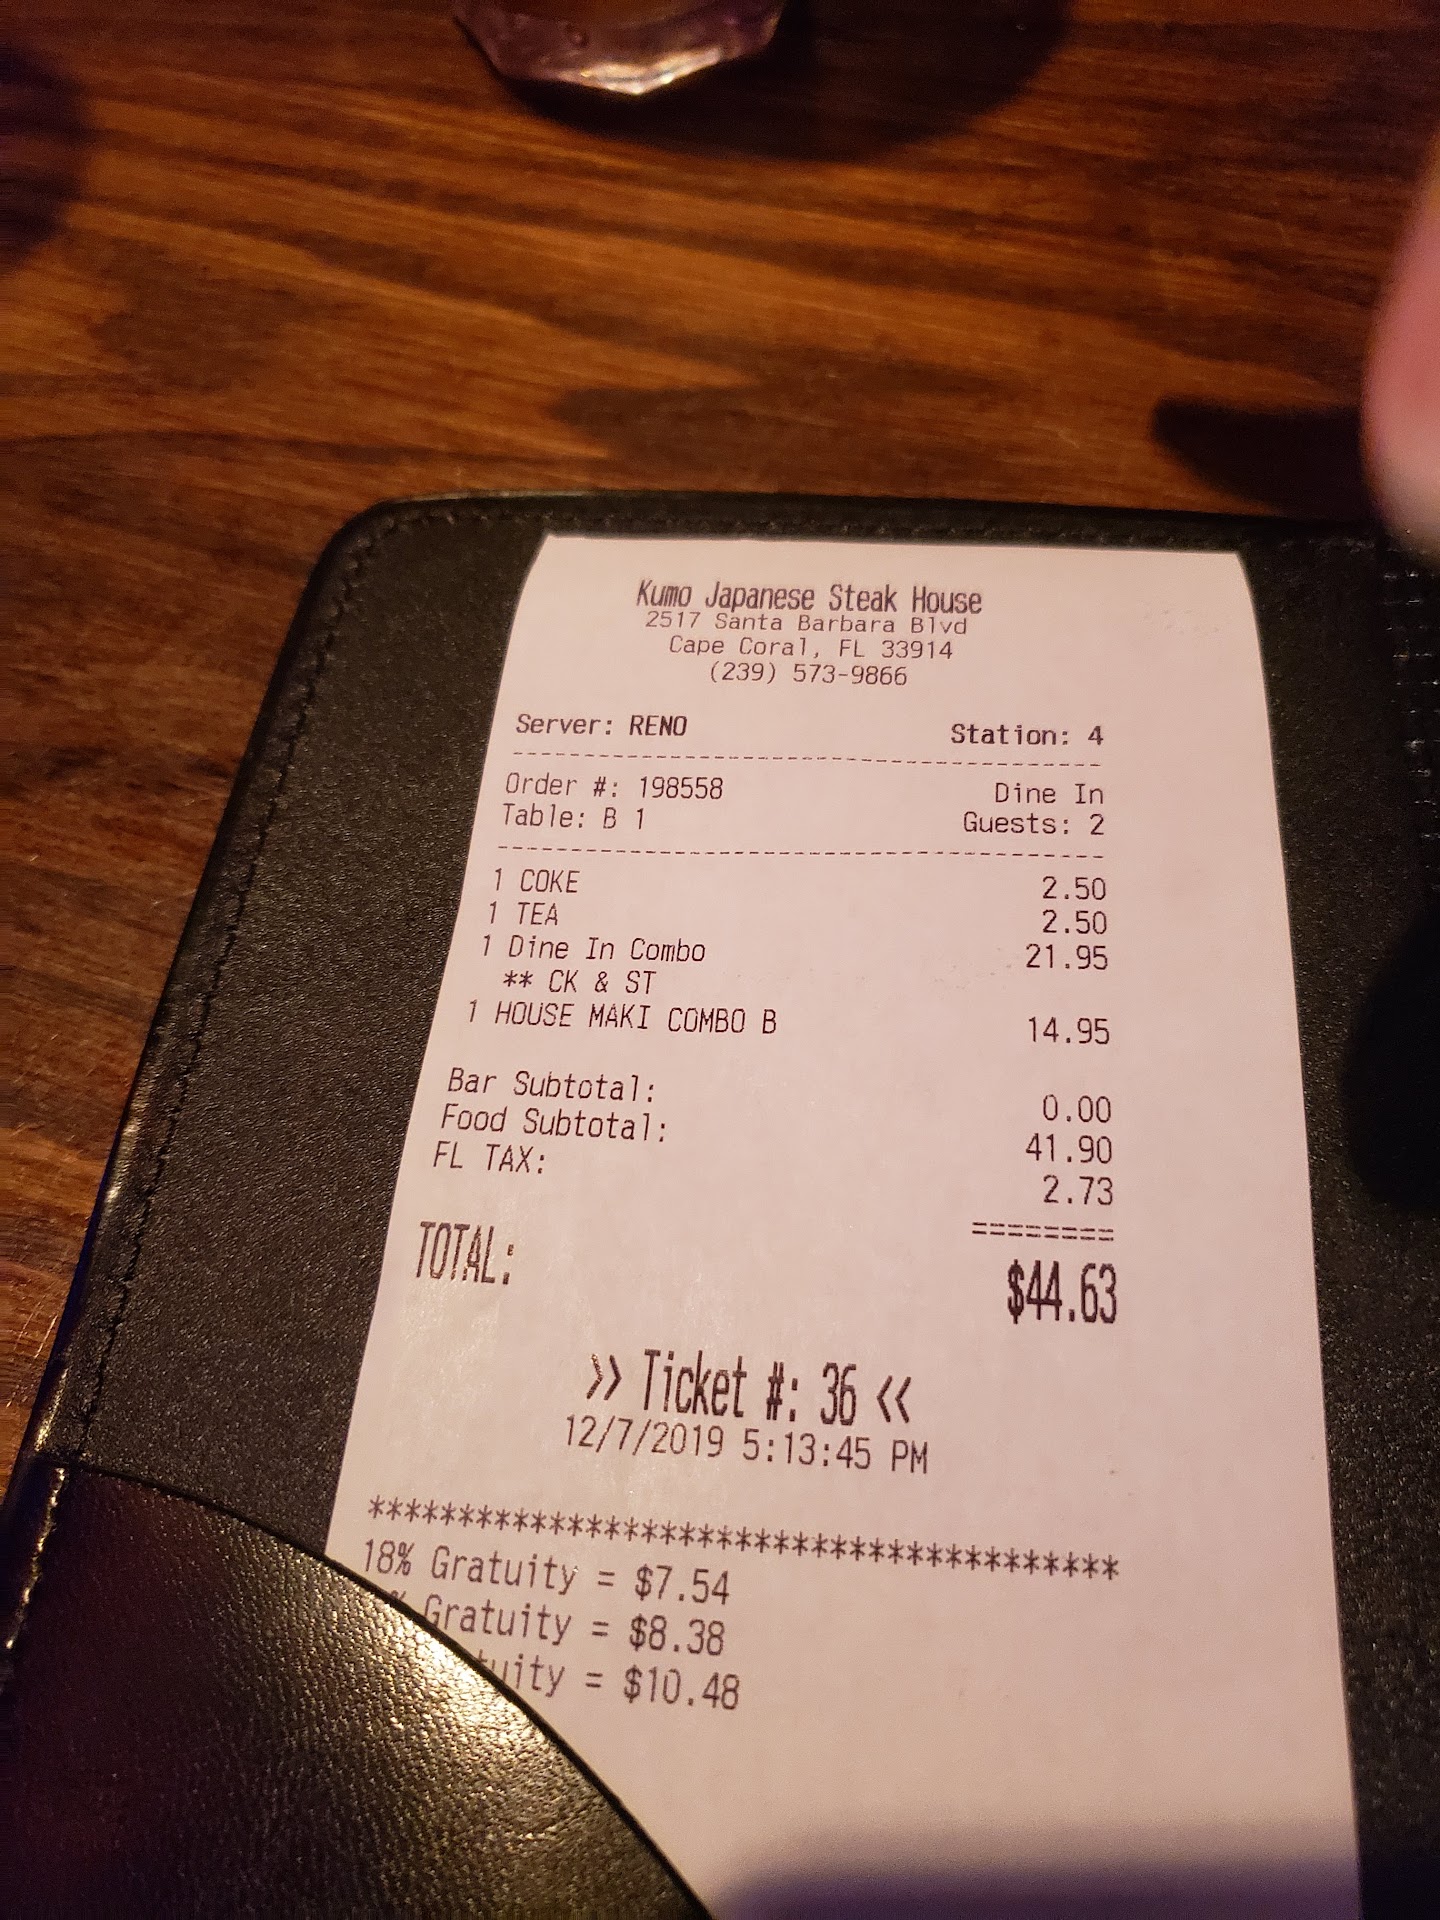 Kumo Japanese Steak House
2517 Santa Barbara Blvd
Cape Coral, FL 33914
(239) 573-9866
Server: RENO Station: 4
Order #: 198558 Dine In
Table: B 1 Guests: 2
1 COKE 2.50
1 TEA 2.50
1 Dine In Combo 21.95
** CK & ST
1 HOUSE MAKI COMBO B 14.95
Bar Subtotal: 0.00
Food Subtotal: 41.90
FL TAX: 2.73
========
TOTAL: $44.63
>> Ticket #: 36 <<
12/7/2019 5:13:45 PM
*****************************************
18% Gratuity = $7.54
% Gratuity = $8.38
tuity = $10.48